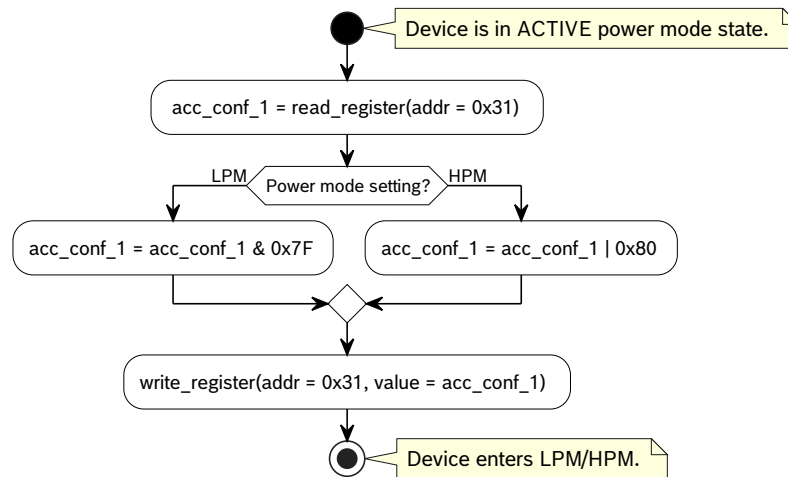 Device is in ACTIVE power mode state.
acc_conf_1 = read_register(addr = 0x31)
LPM
Power mode setting?
HPM
acc_conf_1 = acc_conf_1 & 0x7F
acc_conf_1 = acc_conf_1 | 0x80
write_register(addr = 0x31, value = acc_conf_1)
Device enters LPM/HPM.